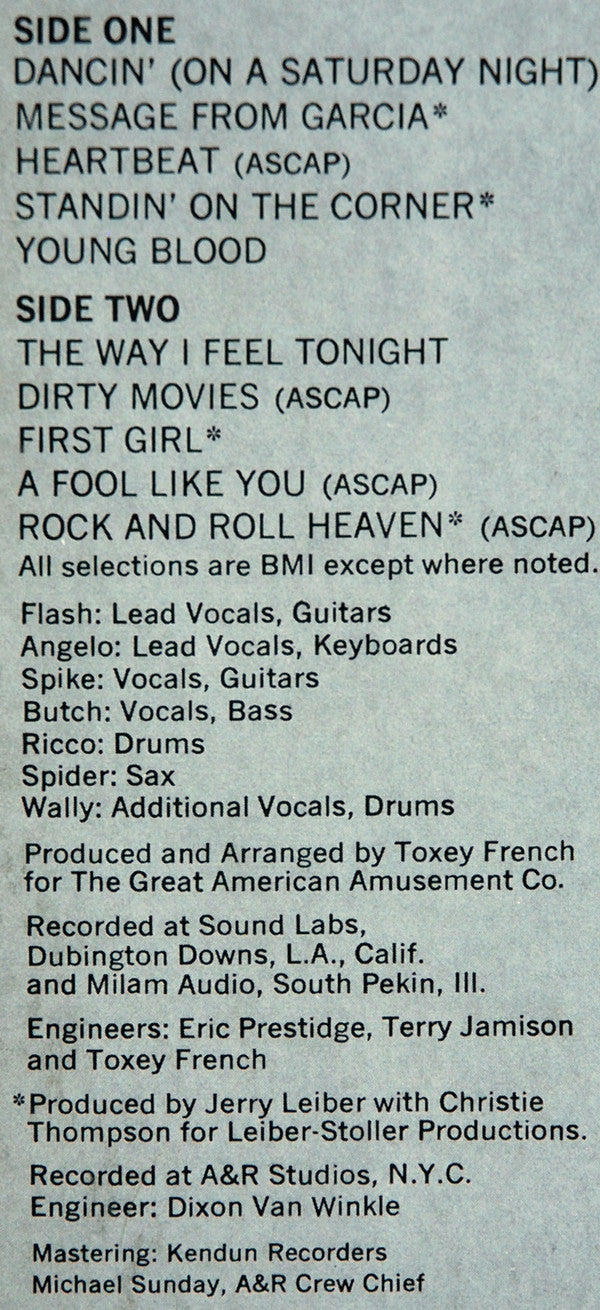 SIDE ONE
DANCIN' (ON A SATURDAY NIGHT)
MESSAGE FROM GARCIA*
HEARTBEAT (ASCAP)
STANDIN' ON THE CORNER*
YOUNG BLOOD
SIDE TWO
THE WAY I FEEL TONIGHT
DIRTY MOVIES (ASCAP)
FIRST GIRL*
A FOOL LIKE YOU (ASCAP)
ROCK AND ROLL HEAVEN* (ASCAP)
All selections are BMI except where noted.
Flash: Lead Vocals, Guitars
Angelo: Lead Vocals, Keyboards
Spike: Vocals, Guitars
Butch: Vocals, Bass
Ricco: Drums
Spider: Sax
Wally: Additional Vocals, Drums
Produced and Arranged by Toxey French
for The Great American Amusement Co.
Recorded at Sound Labs,
Dubington Downs, L.A., Calif.
and Milam Audio, South Pekin, Ill.
Engineers: Eric Prestidge, Terry Jamison
and Toxey French
*Produced by Jerry Leiber with Christie
Thompson for Leiber-Stoller Productions.
Recorded at A&R Studios, N.Y.C.
Engineer: Dixon Van Winkle
Mastering: Kendun Recorders
Michael Sunday, A&R Crew Chief